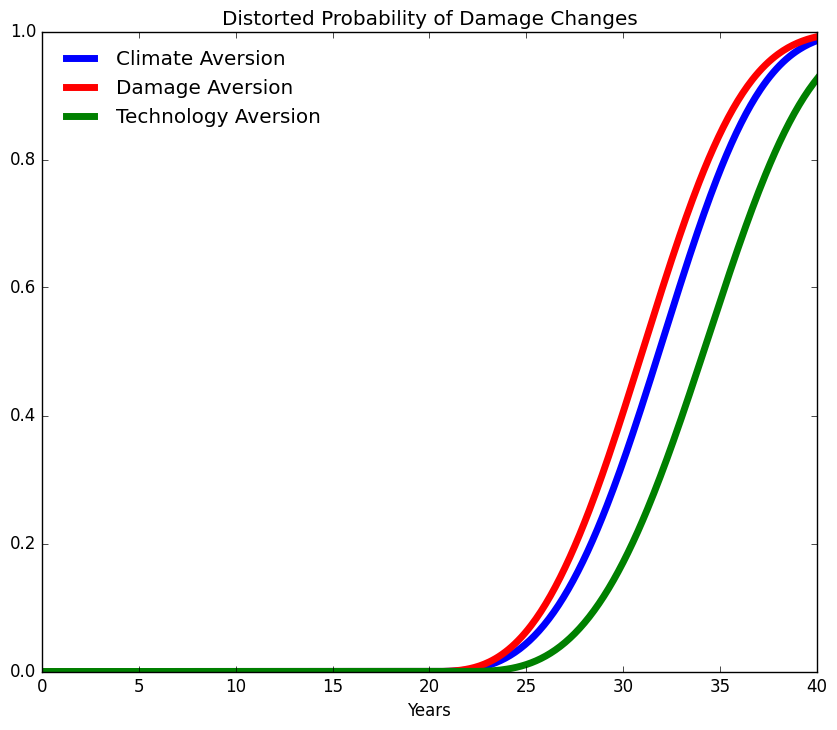 Distorted Probability of Damage Changes
1.0
Climate Aversion
Damage Aversion
Technology Aversion
0.8
0.6
0.4
0.2
0.0
0 5 10 15 20 25 30 35 40
Years